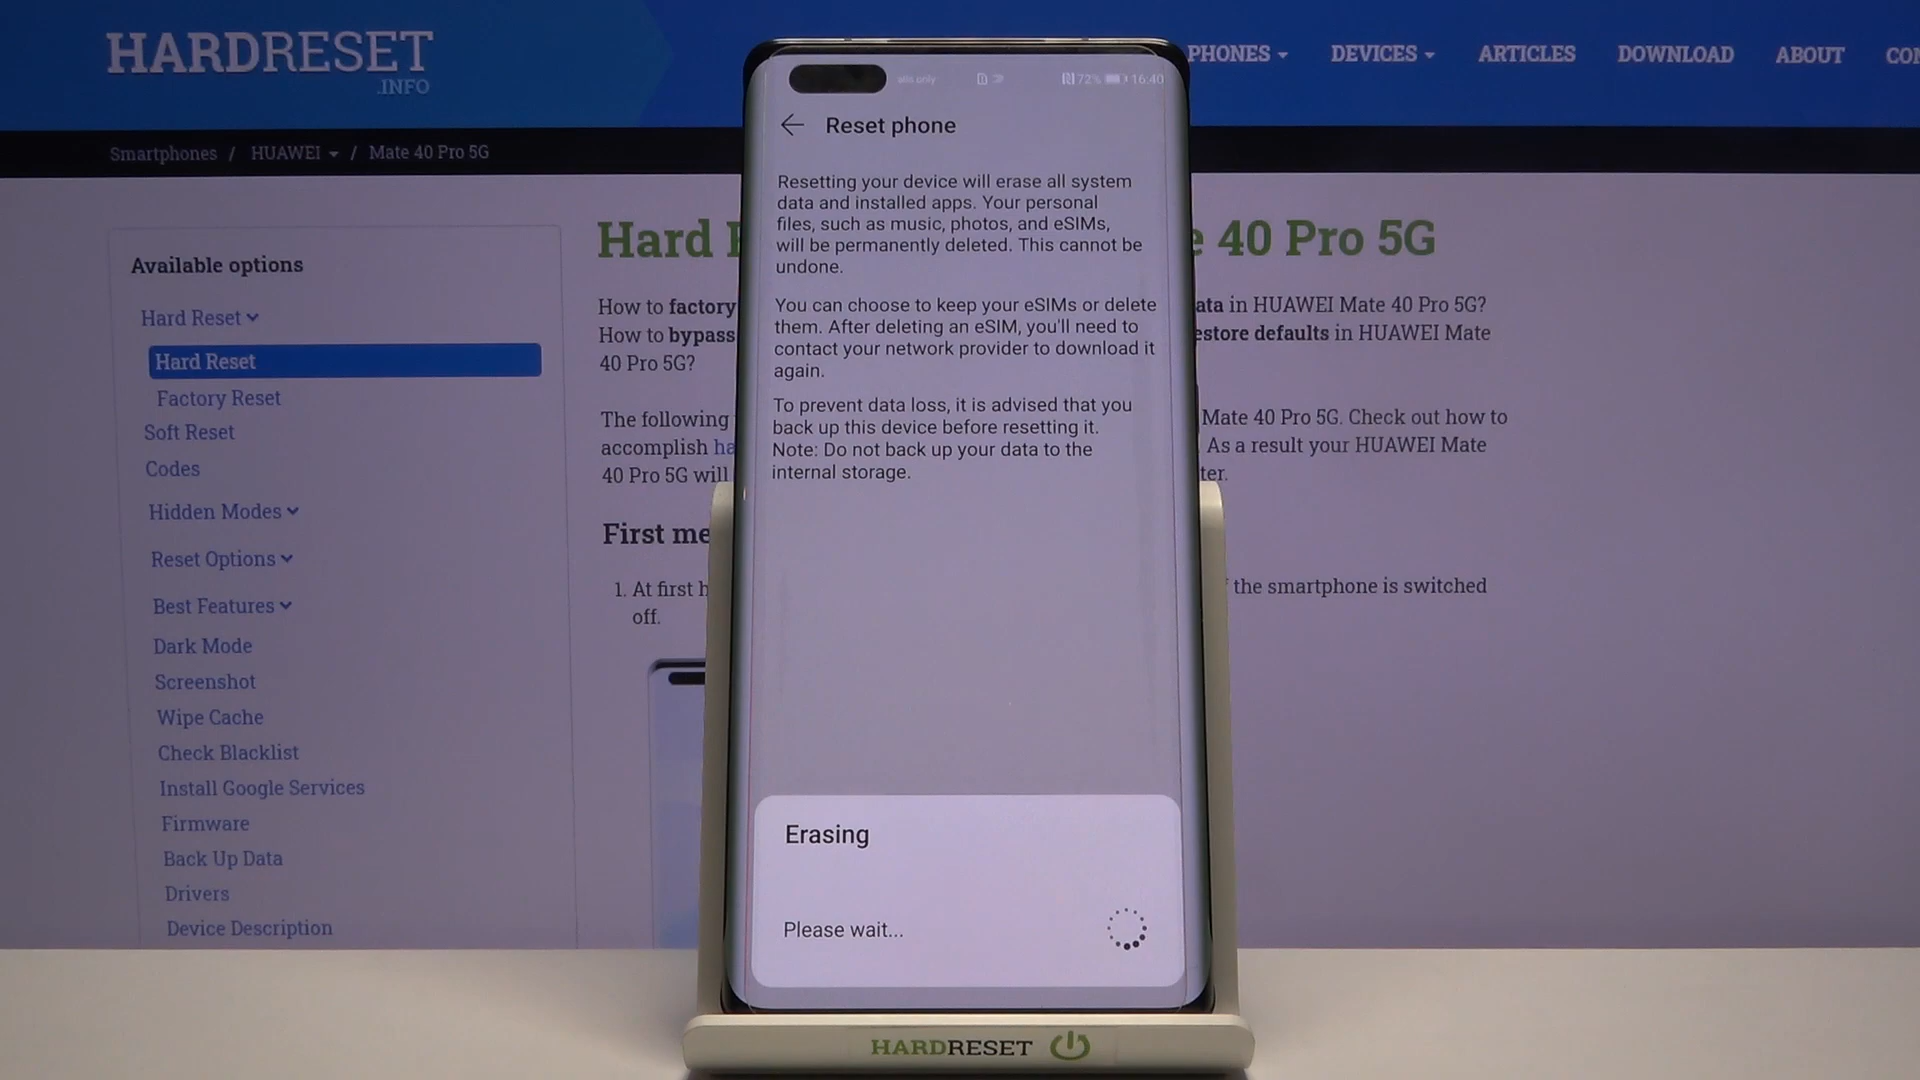 HARDRESET
.INFO
PHONES
DEVICES
ARTICLES
DOWNLOAD
ABOUT
Smartphones / HUAWEI / Mate 40 Pro 5G
Available options
Hard Reset
Hard Reset
Factory Reset
Soft Reset
Codes
Hidden Modes
Reset Options
Best Features
Dark Mode
Screenshot
Wipe Cache
Check Blacklist
Install Google Services
Firmware
Back Up Data
Drivers
Device Description
Hard
e 40 Pro 5G
How to factory
ata in HUAWEI Mate 40 Pro 5G?
How to bypass
estore defaults in HUAWEI Mate
40 Pro 5G?
The following
Mate 40 Pro 5G. Check out how to
accomplish ha
. As a result your HUAWEI Mate
40 Pro 5G will
ter.
First me
1. At first h
f the smartphone is switched
off.
72% 16:40
Reset phone
Resetting your device will erase all system
data and installed apps. Your personal
files, such as music, photos, and eSIMs,
will be permanently deleted. This cannot be
undone.
You can choose to keep your eSIMs or delete
them. After deleting an eSIM, you'll need to
contact your network provider to download it
again.
To prevent data loss, it is advised that you
back up this device before resetting it.
Note: Do not back up your data to the
internal storage.
Erasing
Please wait...
HARDRESET